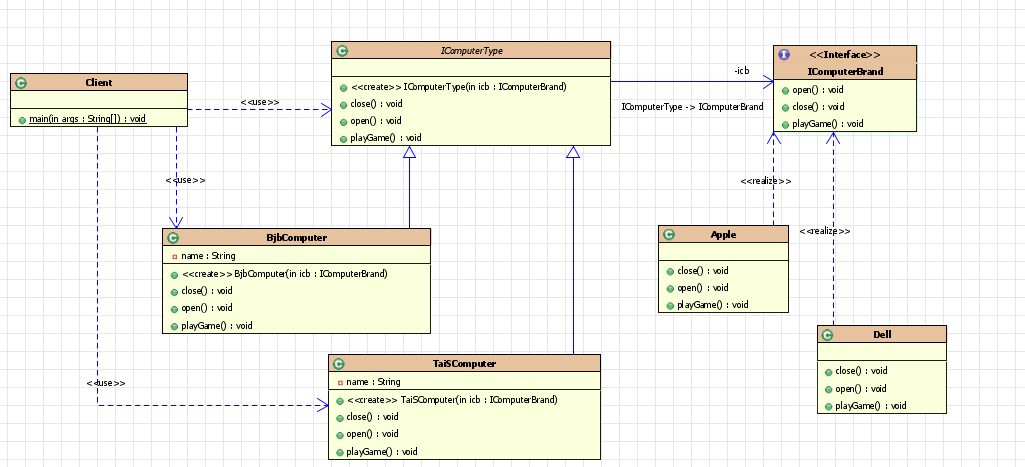 IComputerType
<<create>> IComputerType(in icb : IComputerBrand)
close() : void
open() : void
playGame() : void
<<Interface>>
IComputerBrand
open() : void
close() : void
playGame() : void
-icb
IComputerType -> IComputerBrand
Client
main(in args : String[]) : void
<<use>>
<<use>>
<<use>>
<<realize>>
<<realize>>
BjbComputer
name : String
<<create>> BjbComputer(in icb : IComputerBrand)
close() : void
open() : void
playGame() : void
Apple
close() : void
open() : void
playGame() : void
TaiSComputer
name : String
<<create>> TaiSComputer(in icb : IComputerBrand)
close() : void
open() : void
playGame() : void
Dell
close() : void
open() : void
playGame() : void